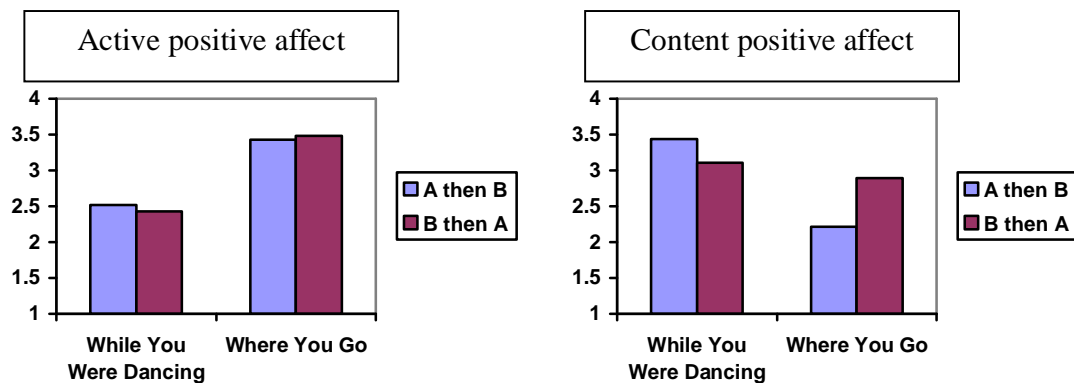 Active positive affect
4
3.5
3
2.5
2
1.5
1
While You
Were Dancing
Where You Go
A then B
B then A
Content positive affect
4
3.5
3
2.5
2
1.5
1
While You
Were Dancing
Where You Go
A then B
B then A